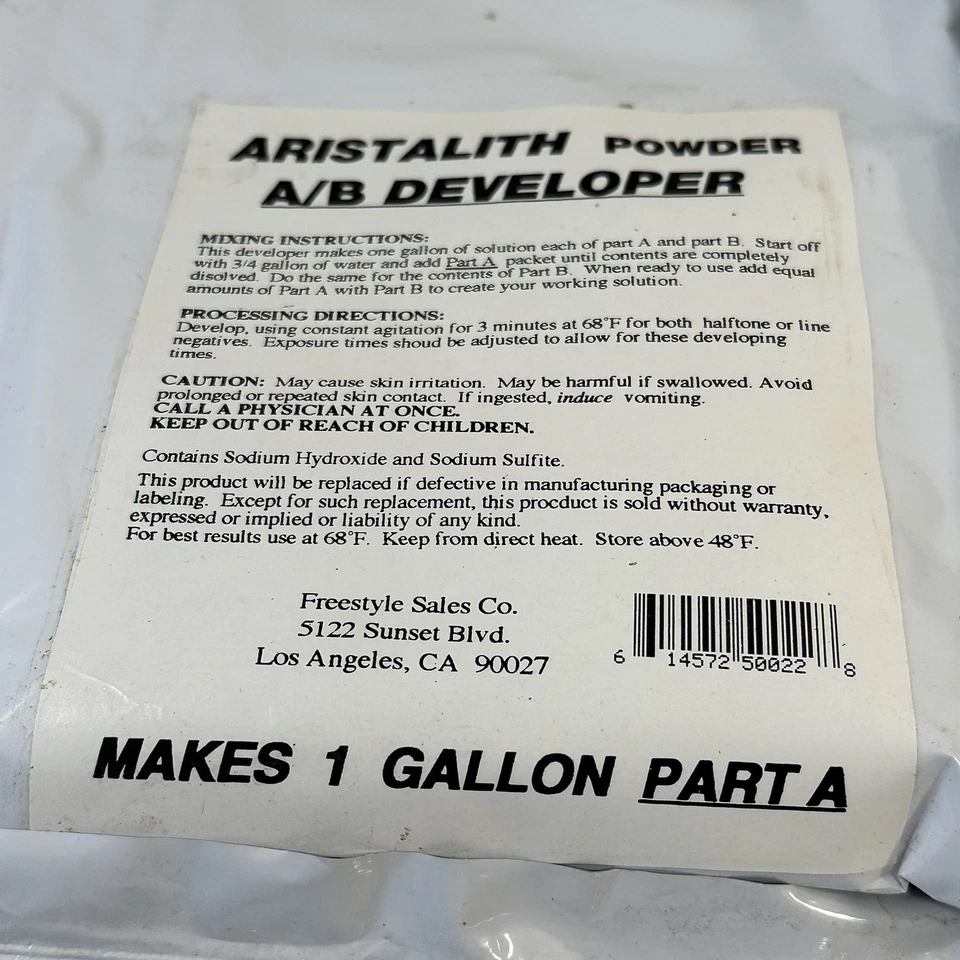 ARISTALITH POWDER
A/B DEVELOPER
MIXING INSTRUCTIONS:
This developer makes one gallon of solution each of part A and part B. Start off
with 3/4 gallon of water and add Part A packet until contents are completely
disolved. Do the same for the contents of Part B. When ready to use add equal
amounts of Part A with Part B to create your working solution.
PROCESSING DIRECTIONS:
Develop, using constant agitation for 3 minutes at 68°F for both halftone or line
negatives. Exposure times shoud be adjusted to allow for these developing
times.
CAUTION: May cause skin irritation. May be harmful if swallowed. Avoid
prolonged or repeated skin contact. If ingested, induce vomiting.
CALL A PHYSICIAN AT ONCE.
KEEP OUT OF REACH OF CHILDREN.
Contains Sodium Hydroxide and Sodium Sulfite.
This product will be replaced if defective in manufacturing packaging or
labeling. Except for such replacement, this procduct is sold without warranty,
expressed or implied or liability of any kind.
For best results use at 68°F. Keep from direct heat. Store above 48°F.
Freestyle Sales Co.
5122 Sunset Blvd.
Los Angeles, CA 90027
6 14572 50022 8
MAKES 1 GALLON PART A